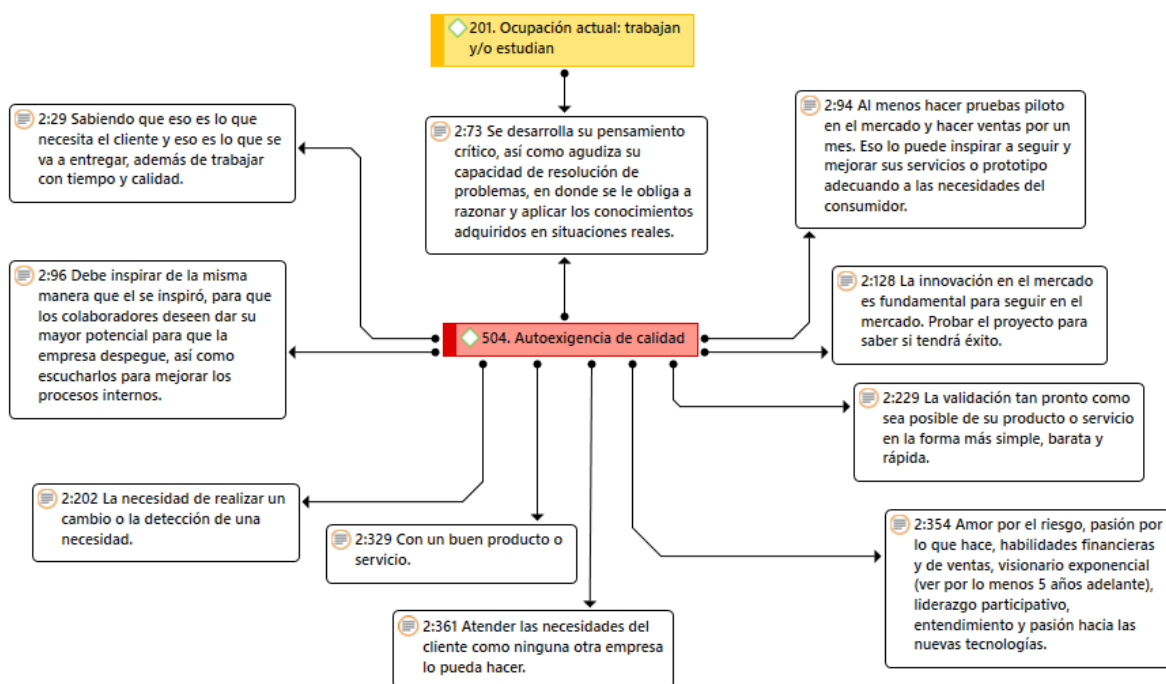 201. Ocupación actual: trabajan
y/o estudian
2:29 Sabiendo que eso es lo que
necesita el cliente y eso es lo que se
va a entregar, además de trabajar
con tiempo y calidad.
2:73 Se desarrolla su pensamiento
crítico, así como agudiza su
capacidad de resolución de
problemas, en donde se le obliga a
razonar y aplicar los conocimientos
adquiridos en situaciones reales.
2:94 Al menos hacer pruebas piloto
en el mercado y hacer ventas por un
mes. Eso lo puede inspirar a seguir y
mejorar sus servicios o prototipo
adecuando a las necesidades del
consumidor.
2:96 Debe inspirar de la misma
manera que el se inspiró, para que
los colaboradores deseen dar su
mayor potencial para que la
empresa despegue, así como
escucharlos para mejorar los
procesos internos.
504. Autoexigencia de calidad
2:128 La innovación en el mercado
es fundamental para seguir en el
mercado. Probar el proyecto para
saber si tendrá éxito.
2:229 La validación tan pronto como
sea posible de su producto o servicio
en la forma más simple, barata y
rápida.
2:202 La necesidad de realizar un
cambio o la detección de una
necesidad.
2:329 Con un buen producto o
servicio.
2:354 Amor por el riesgo, pasión por
lo que hace, habilidades financieras
y de ventas, visionario exponencial
(ver por lo menos 5 años adelante),
liderazgo participativo,
entendimiento y pasión hacia las
nuevas tecnologías.
2:361 Atender las necesidades del
cliente como ninguna otra empresa
lo pueda hacer.